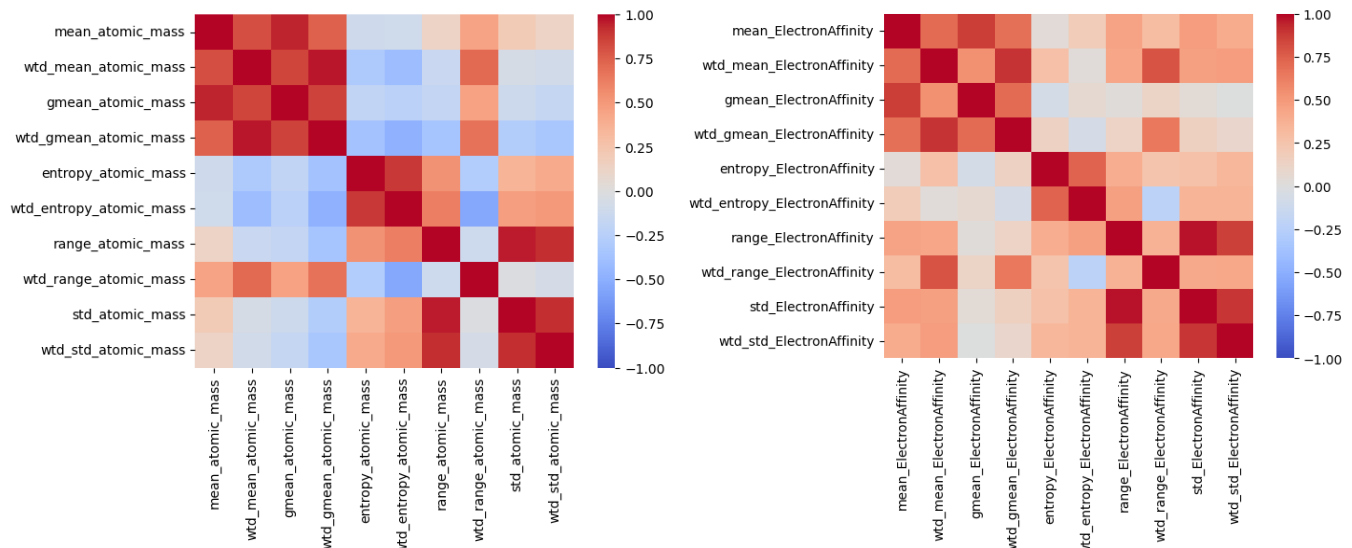 mean_atomic_mass
wtd_mean_atomic_mass
gmean_atomic_mass
wtd_gmean_atomic_mass
entropy_atomic_mass
wtd_entropy_atomic_mass
range_atomic_mass
wtd_range_atomic_mass
std_atomic_mass
wtd_std_atomic_mass
mean_atomic_mass
wtd_mean_atomic_mass
gmean_atomic_mass
wtd_gmean_atomic_mass
entropy_atomic_mass
wtd_entropy_atomic_mass
range_atomic_mass
wtd_range_atomic_mass
std_atomic_mass
wtd_std_atomic_mass
1.00
0.75
0.50
0.25
0.00
−0.25
−0.50
−0.75
−1.00
mean_ElectronAffinity
wtd_mean_ElectronAffinity
gmean_ElectronAffinity
wtd_gmean_ElectronAffinity
entropy_ElectronAffinity
wtd_entropy_ElectronAffinity
range_ElectronAffinity
wtd_range_ElectronAffinity
std_ElectronAffinity
wtd_std_ElectronAffinity
mean_ElectronAffinity
wtd_mean_ElectronAffinity
gmean_ElectronAffinity
wtd_gmean_ElectronAffinity
entropy_ElectronAffinity
wtd_entropy_ElectronAffinity
range_ElectronAffinity
wtd_range_ElectronAffinity
std_ElectronAffinity
wtd_std_ElectronAffinity
1.00
0.75
0.50
0.25
0.00
−0.25
−0.50
−0.75
−1.00